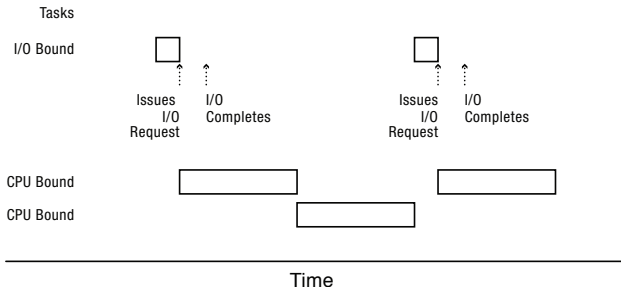 Tasks
I/O Bound
Issues I/O
I/O Completes
Request
Issues I/O
I/O Completes
Request
CPU Bound
CPU Bound
Time